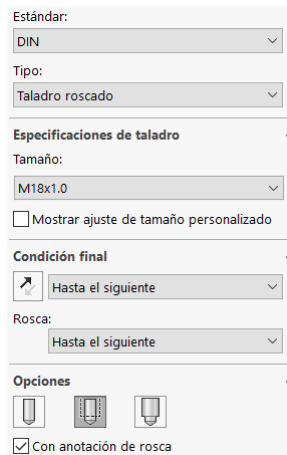 Estándar:
DIN
Tipo:
Taladro roscado
Especificaciones de taladro
Tamaño:
M18x1.0
Mostrar ajuste de tamaño personalizado
Condición final
Hasta el siguiente
Rosca:
Hasta el siguiente
Opciones
Con anotación de rosca